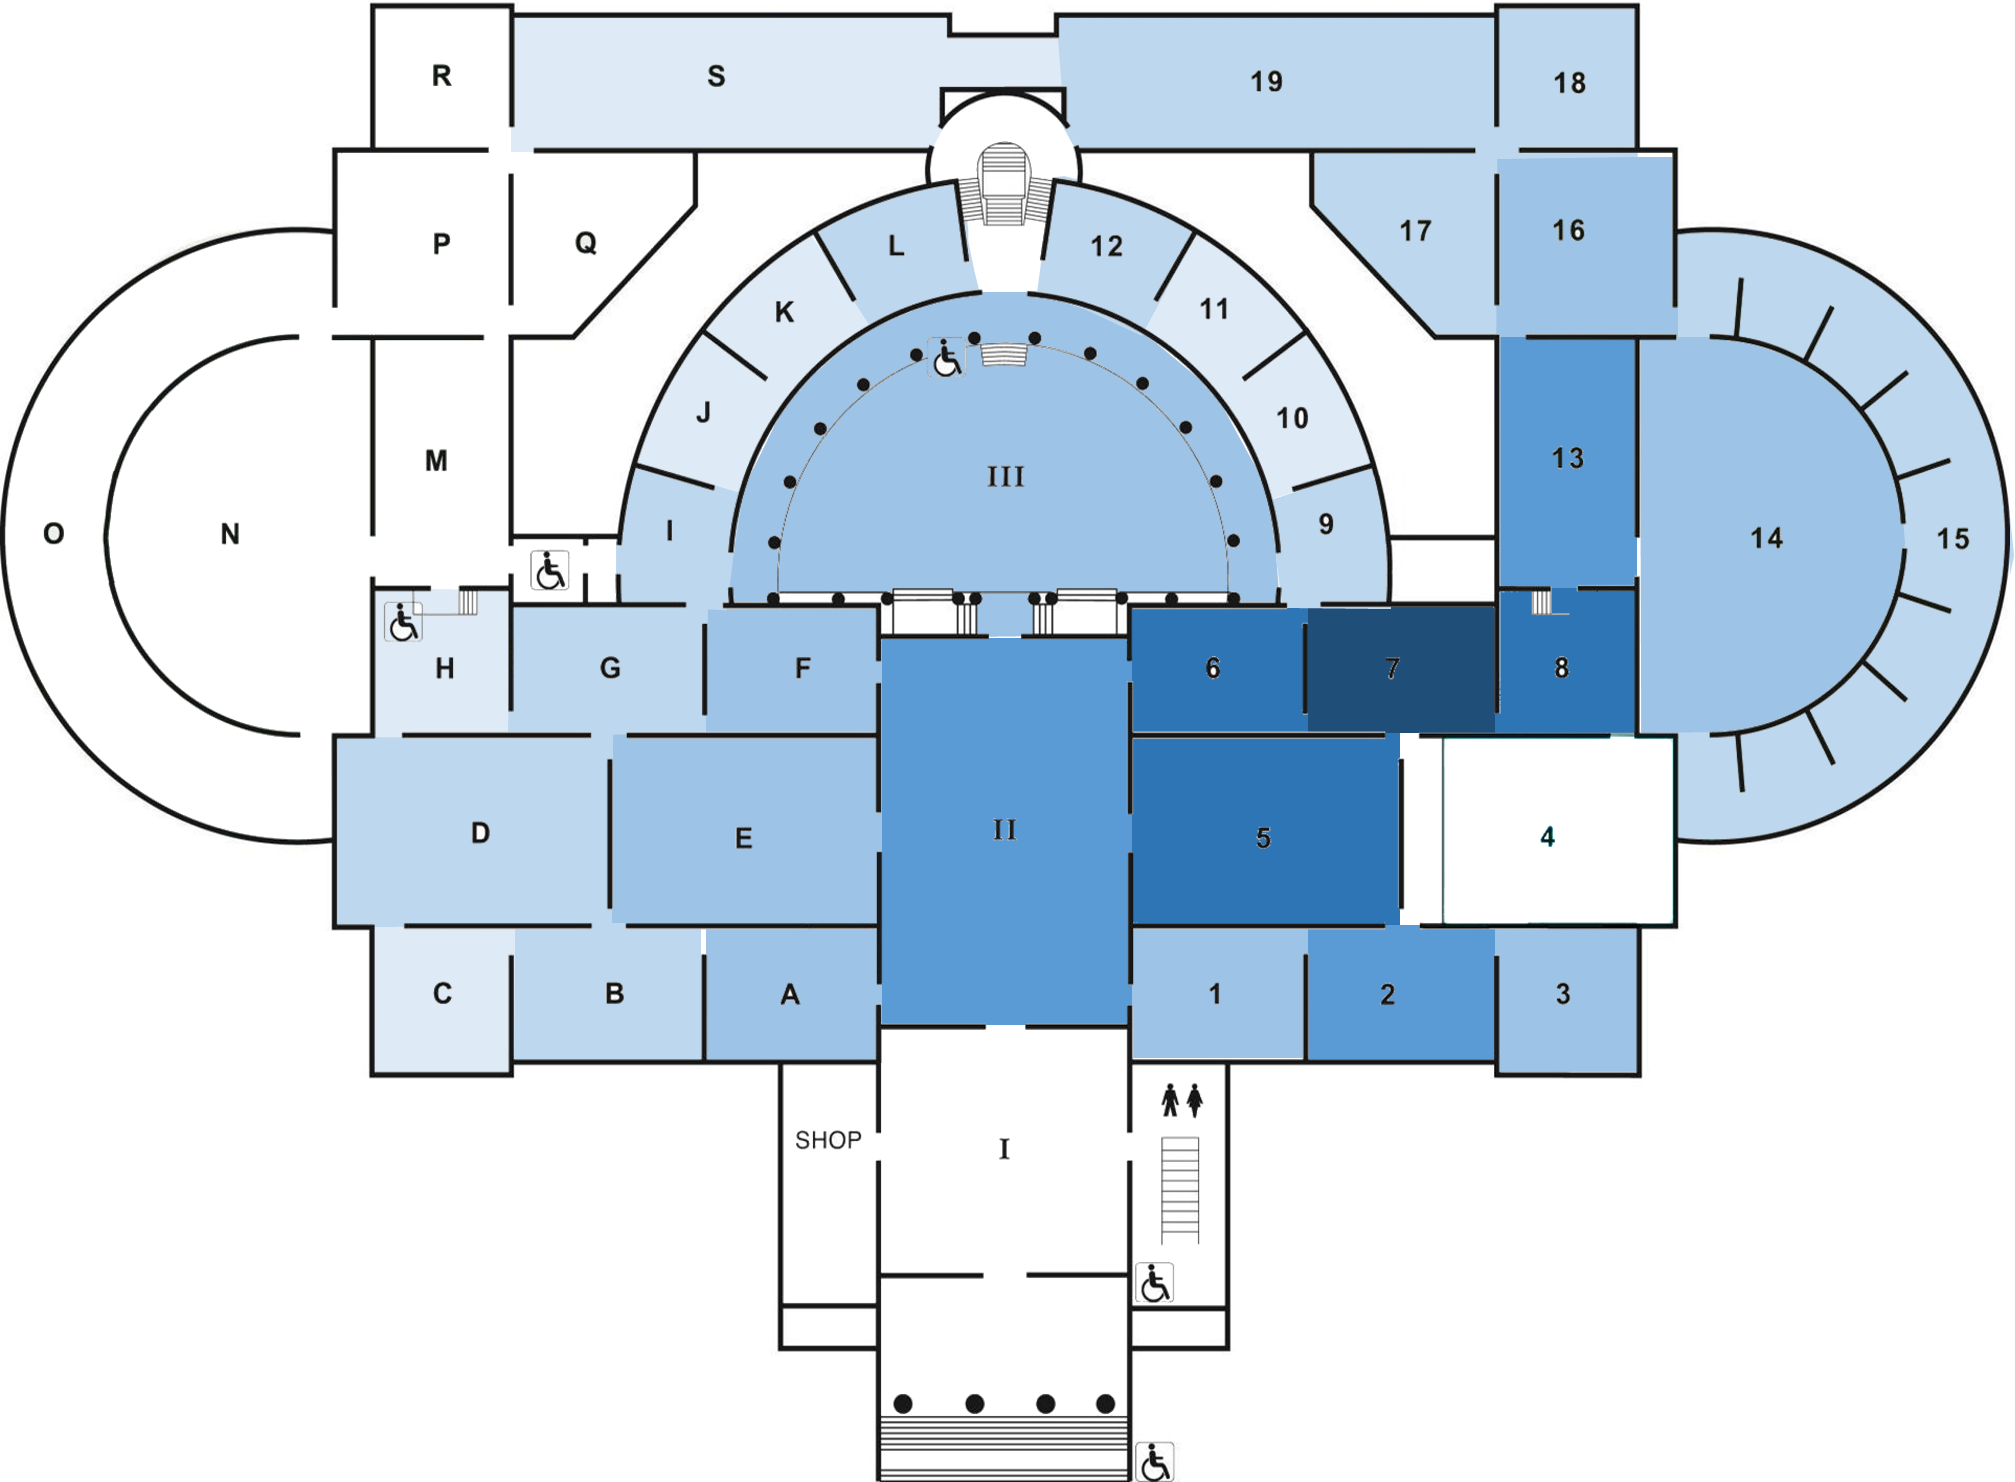 R S 19 18
P Q L 12 17 16
K 11
J 10
M III 13
O N I 9 14 15
H G F 6 7 8
D E II 5 4
C B A 1 2 3
SHOP I